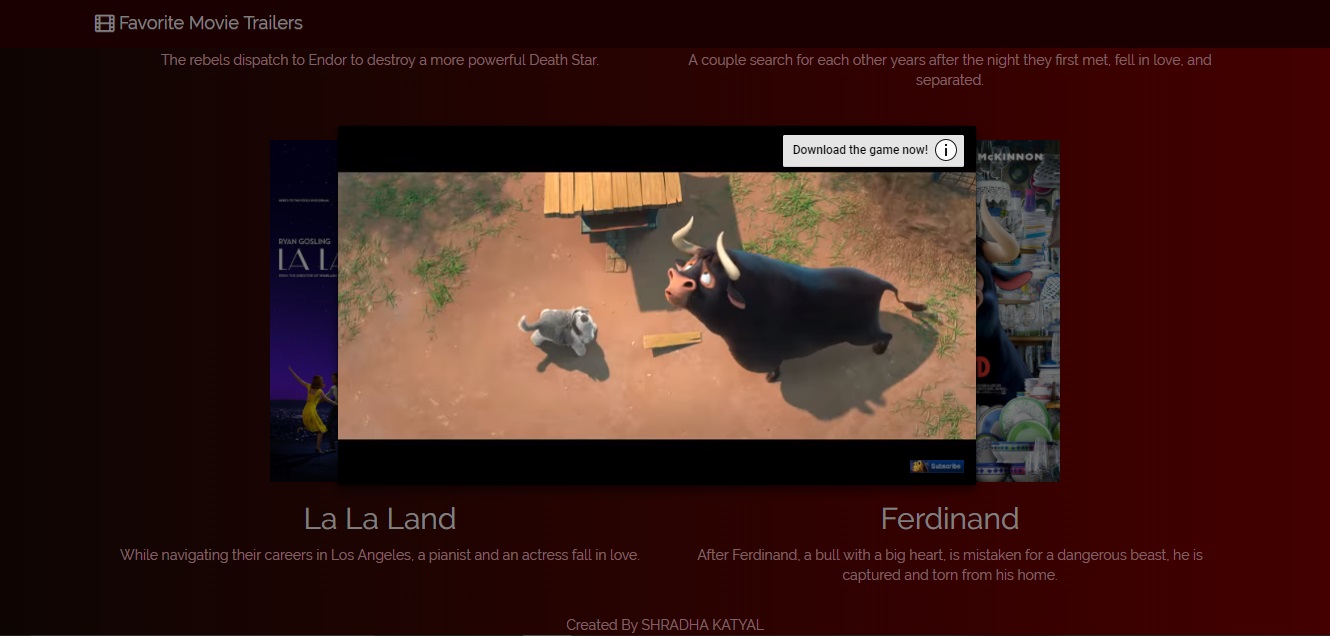 Favorite Movie Trailers
The rebels dispatch to Endor to destroy a more powerful Death Star.
A couple search for each other years after the night they first met, fell in love, and
separated.
Download the game now!
McKINNON
RYAN GOSLING
LA LA
Subscribe
La La Land
Ferdinand
While navigating their careers in Los Angeles, a pianist and an actress fall in love.
After Ferdinand, a bull with a big heart, is mistaken for a dangerous beast, he is
captured and torn from his home.
Created By SHRADHA KATYAL